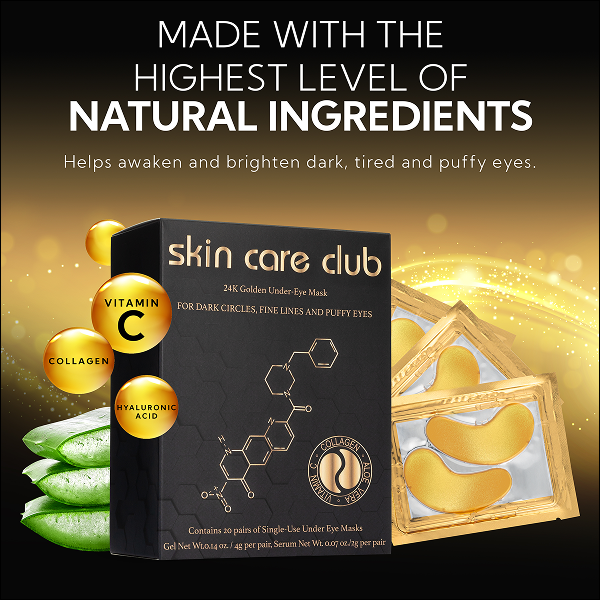 MADE WITH THE
HIGHEST LEVEL OF
NATURAL INGREDIENTS
Helps awaken and brighten dark, tired and puffy eyes.
skin care club
24K Golden Under-Eye Mask
FOR DARK CIRCLES, FINE LINES AND PUFFY EYES
VITAMIN
C
COLLAGEN
HYALURONIC
ACID
H
N
N
N
O
N
H
N
O
N
O
O
COLLAGEN · ALOE VERA · VITAMIN C ·
Contains 20 pairs of Single-Use Under Eye Masks
Gel Net Wt.0.14 oz. / 4g per pair, Serum Net Wt. 0.07 oz./2g per pair